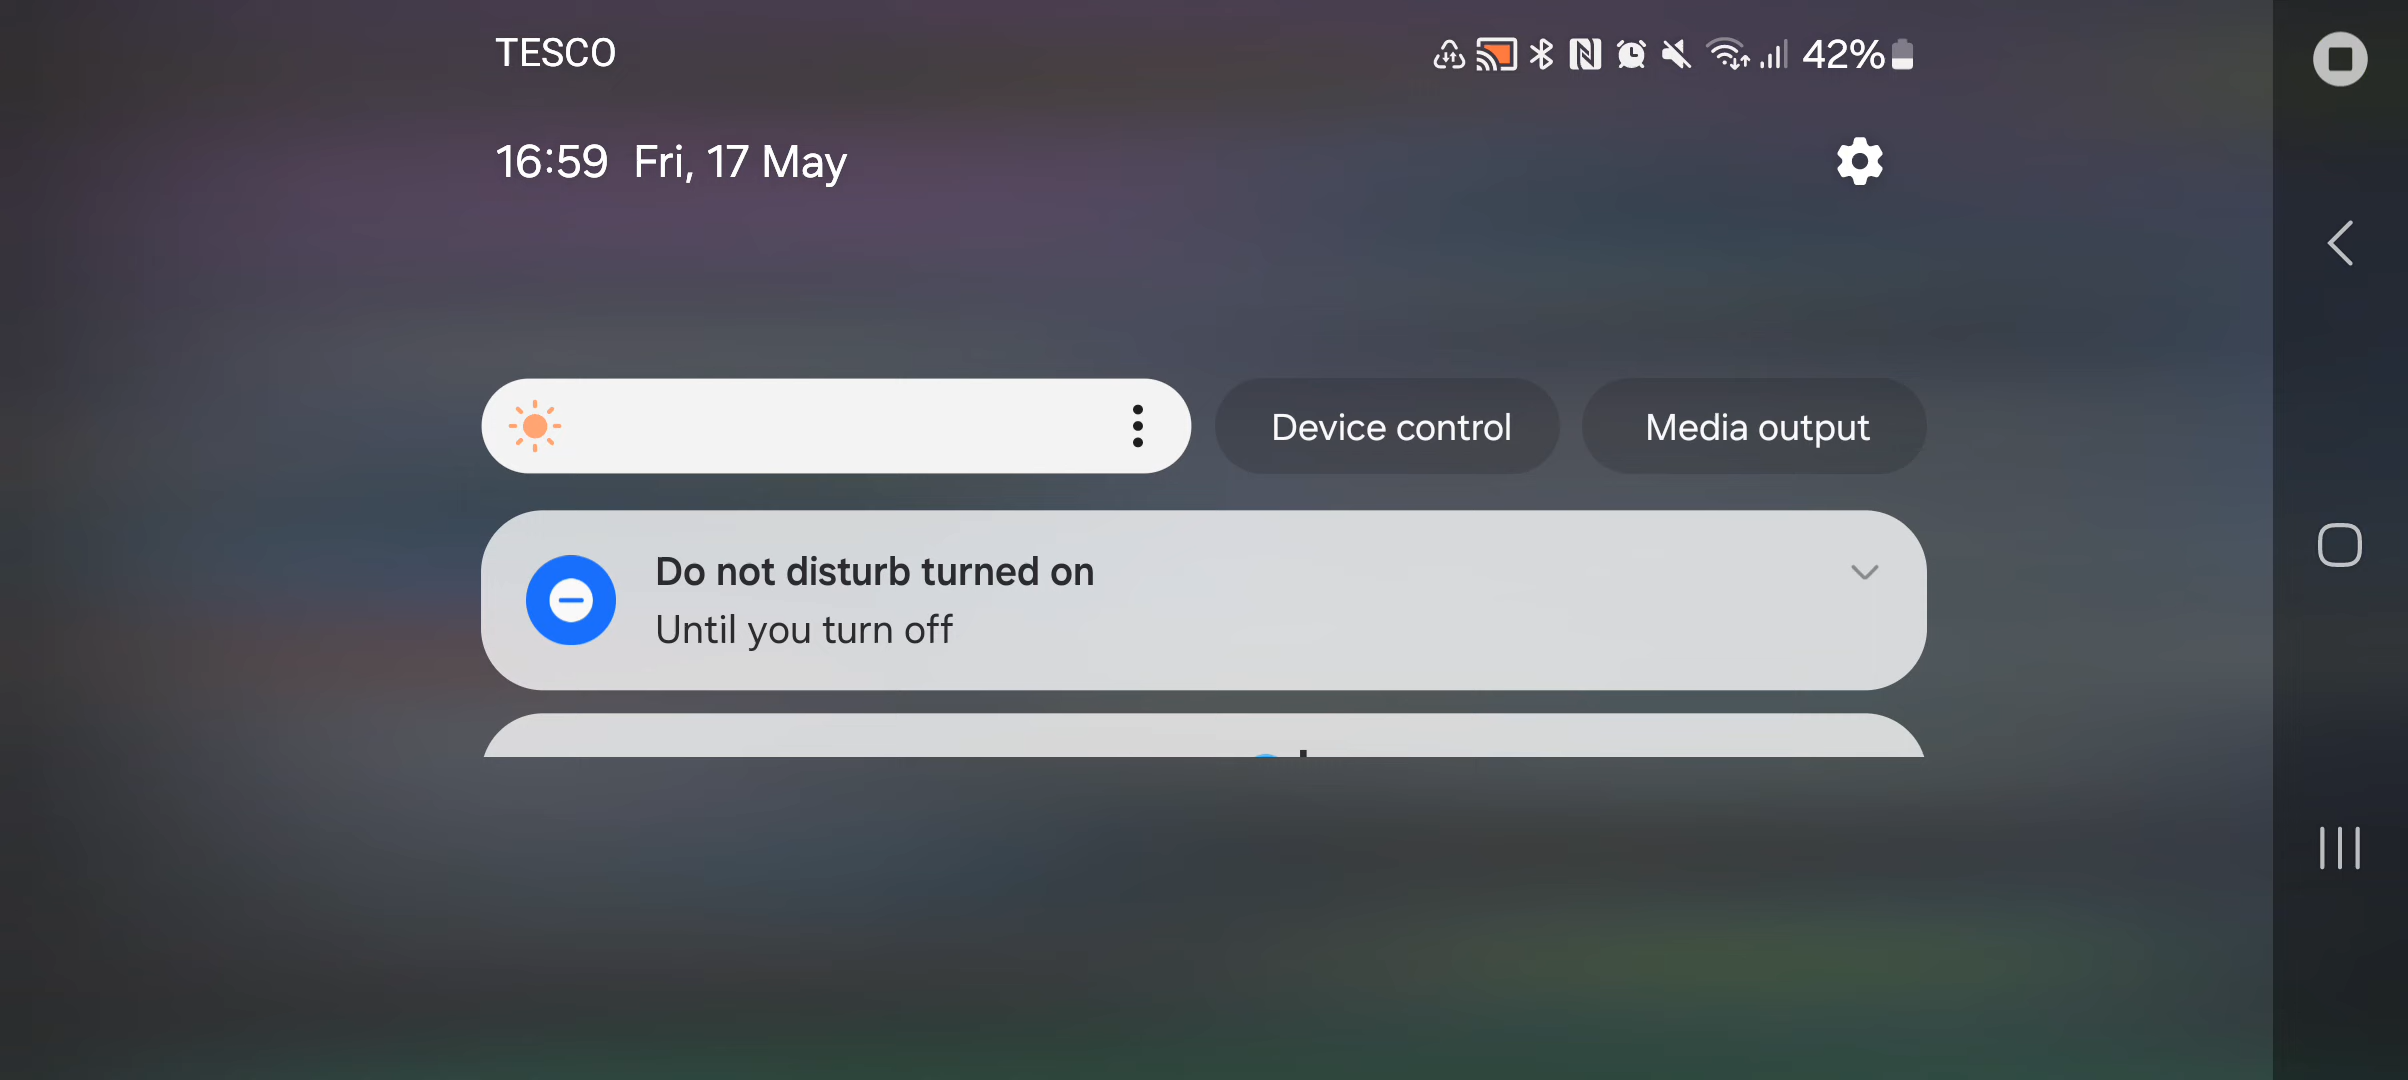 TESCO
42%
16:59 Fri, 17 May
Device control
Media output
Do not disturb turned on
Until you turn off